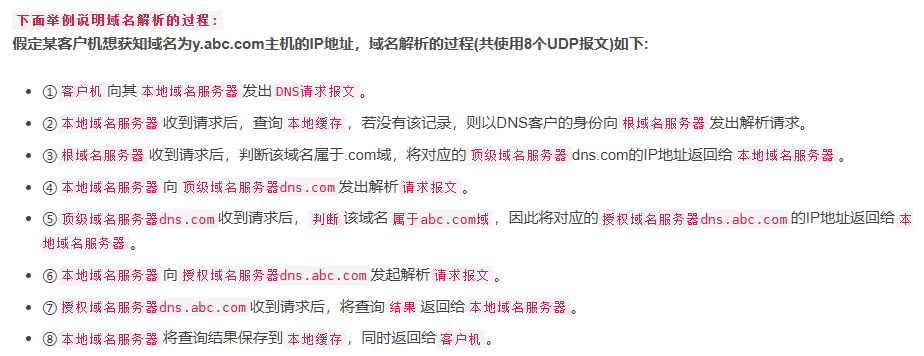 下面举例说明域名解析的过程：
假定某客户机想获知域名为y.abc.com主机的IP地址，域名解析的过程(共使用8个UDP报文)如下:
① 客户机 向其 本地域名服务器 发出 DNS请求报文 。
② 本地域名服务器 收到请求后，查询 本地缓存 ，若没有该记录，则以DNS客户的身份向 根域名服务器 发出解析请求。
③ 根域名服务器 收到请求后，判断该域名属于.com域，将对应的 顶级域名服务器 dns.com的IP地址返回给 本地域名服务器 。
④ 本地域名服务器 向 顶级域名服务器dns.com 发出解析 请求报文 。
⑤ 顶级域名服务器dns.com 收到请求后， 判断 该域名 属于abc.com域 ，因此将对应的 授权域名服务器dns.abc.com 的IP地址返回给 本
地域名服务器 。
⑥ 本地域名服务器 向 授权域名服务器dns.abc.com 发起解析 请求报文 。
⑦ 授权域名服务器dns.abc.com 收到请求后，将查询 结果 返回给 本地域名服务器 。
⑧ 本地域名服务器 将查询结果保存到 本地缓存 ，同时返回给 客户机 。